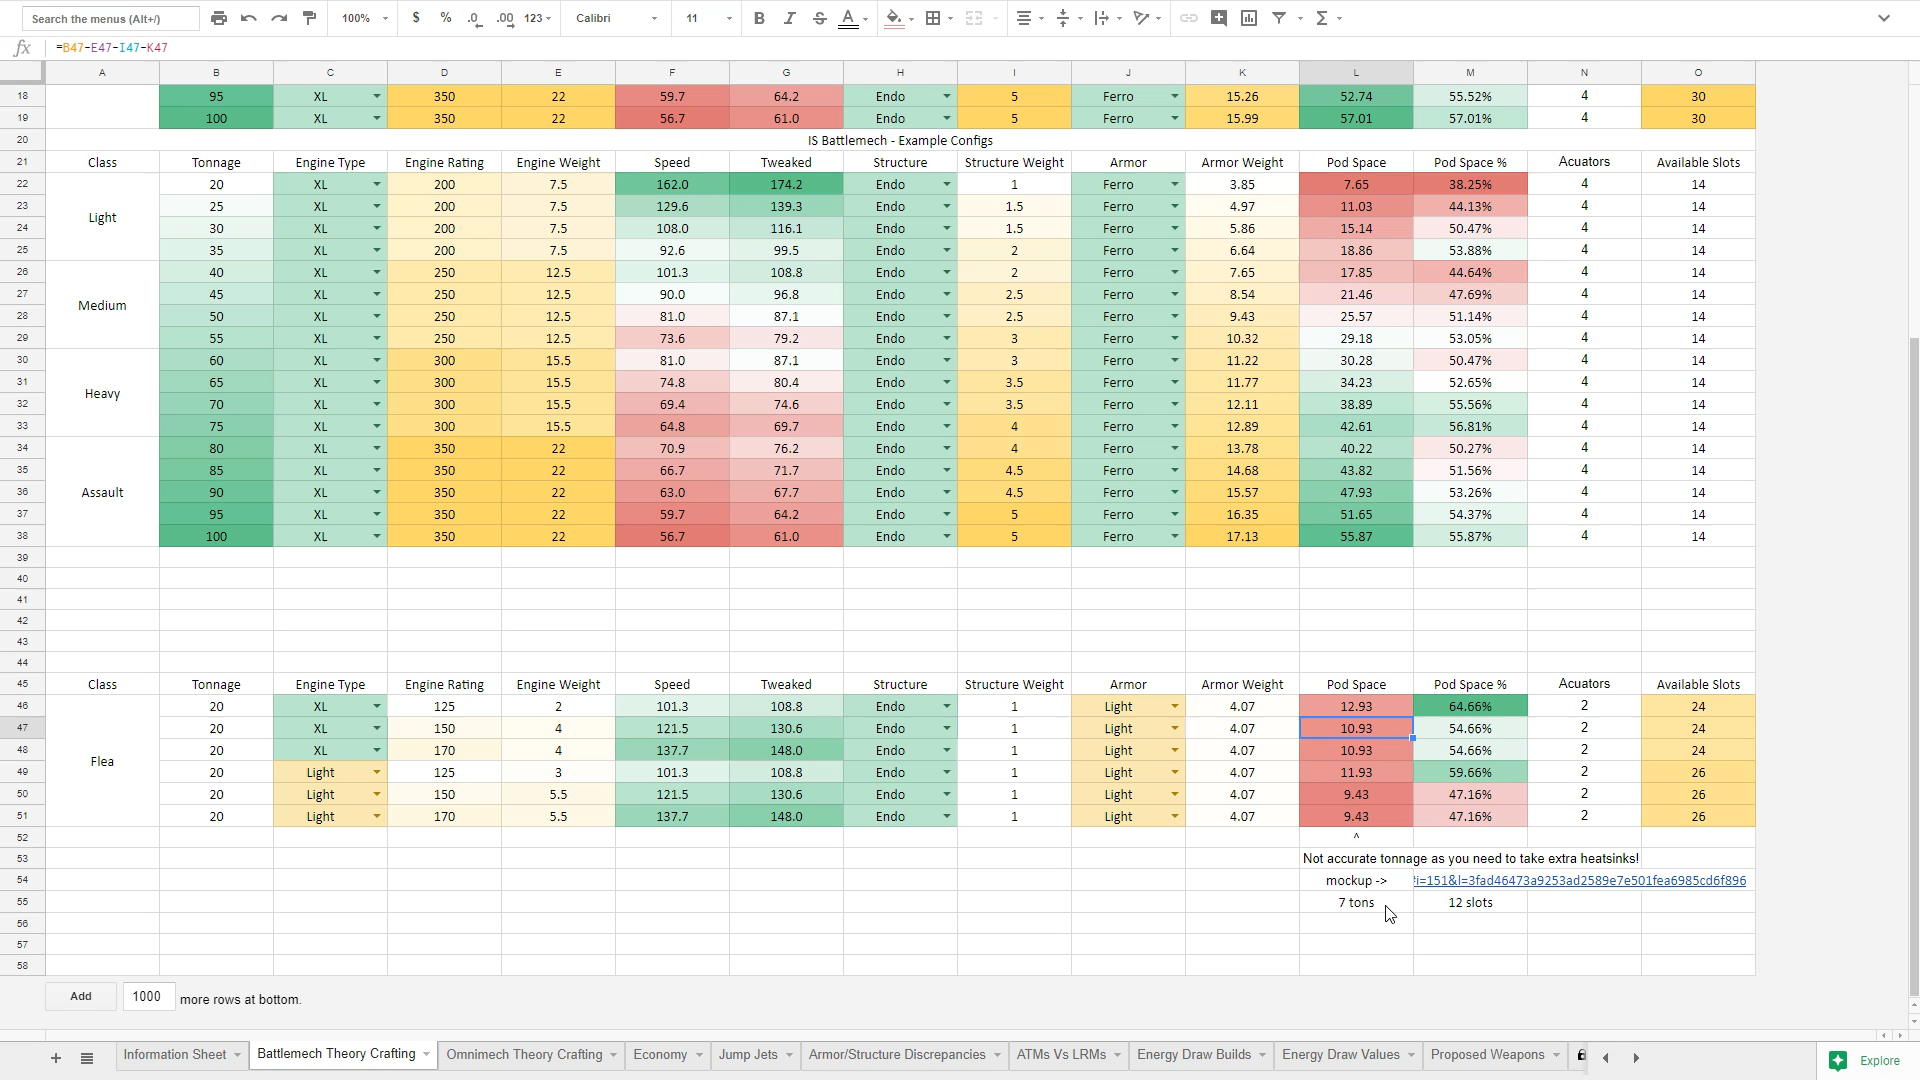 Search the menus (Alt+/) 100% $ % .0 .00 123 Calibri 11 B I S A
fx =B47-E47-I47-K47
A B C D E F G H I J K L M N O
18 95 XL 350 22 59.7 64.2 Endo 5 Ferro 15.26 52.74 55.52% 4 30
19 100 XL 350 22 56.7 61.0 Endo 5 Ferro 15.99 57.01 57.01% 4 30
20 IS Battlemech - Example Configs
21 Class Tonnage Engine Type Engine Rating Engine Weight Speed Tweaked Structure Structure Weight Armor Armor Weight Pod Space Pod Space % Acuators Available Slots
22 20 XL 200 7.5 162.0 174.2 Endo 1 Ferro 3.85 7.65 38.25% 4 14
23 Light 25 XL 200 7.5 129.6 139.3 Endo 1.5 Ferro 4.97 11.03 44.13% 4 14
24 30 XL 200 7.5 108.0 116.1 Endo 1.5 Ferro 5.86 15.14 50.47% 4 14
25 35 XL 200 7.5 92.6 99.5 Endo 2 Ferro 6.64 18.86 53.88% 4 14
26 40 XL 250 12.5 101.3 108.8 Endo 2 Ferro 7.65 17.85 44.64% 4 14
27 Medium 45 XL 250 12.5 90.0 96.8 Endo 2.5 Ferro 8.54 21.46 47.69% 4 14
28 50 XL 250 12.5 81.0 87.1 Endo 2.5 Ferro 9.43 25.57 51.14% 4 14
29 55 XL 250 12.5 73.6 79.2 Endo 3 Ferro 10.32 29.18 53.05% 4 14
30 60 XL 300 15.5 81.0 87.1 Endo 3 Ferro 11.22 30.28 50.47% 4 14
31 Heavy 65 XL 300 15.5 74.8 80.4 Endo 3.5 Ferro 11.77 34.23 52.65% 4 14
32 70 XL 300 15.5 69.4 74.6 Endo 3.5 Ferro 12.11 38.89 55.56% 4 14
33 75 XL 300 15.5 64.8 69.7 Endo 4 Ferro 12.89 42.61 56.81% 4 14
34 80 XL 350 22 70.9 76.2 Endo 4 Ferro 13.78 40.22 50.27% 4 14
35 85 XL 350 22 66.7 71.7 Endo 4.5 Ferro 14.68 43.82 51.56% 4 14
36 Assault 90 XL 350 22 63.0 67.7 Endo 4.5 Ferro 15.57 47.93 53.26% 4 14
37 95 XL 350 22 59.7 64.2 Endo 5 Ferro 16.35 51.65 54.37% 4 14
38 100 XL 350 22 56.7 61.0 Endo 5 Ferro 17.13 55.87 55.87% 4 14
39
40
41
42
43
44
45 Class Tonnage Engine Type Engine Rating Engine Weight Speed Tweaked Structure Structure Weight Armor Armor Weight Pod Space Pod Space % Acuators Available Slots
46 20 XL 125 2 101.3 108.8 Endo 1 Light 4.07 12.93 64.66% 2 24
47 20 XL 150 4 121.5 130.6 Endo 1 Light 4.07 10.93 54.66% 2 24
48 Flea 20 XL 170 4 137.7 148.0 Endo 1 Light 4.07 10.93 54.66% 2 24
49 20 Light 125 3 101.3 108.8 Endo 1 Light 4.07 11.93 59.66% 2 26
50 20 Light 150 5.5 121.5 130.6 Endo 1 Light 4.07 9.43 47.16% 2 26
51 20 Light 170 5.5 137.7 148.0 Endo 1 Light 4.07 9.43 47.16% 2 26
52 ^
53 Not accurate tonnage as you need to take extra heatsinks!
54 mockup -> #i=151&l=3fad46473a9253ad2589e7e501fea6985cd6f896
55 7 tons 12 slots
56
57
58
Add 1000 more rows at bottom.
Information Sheet Battlemech Theory Crafting Omnimech Theory Crafting Economy Jump Jets Armor/Structure Discrepancies ATMs Vs LRMs Energy Draw Builds Energy Draw Values Proposed Weapons Explore